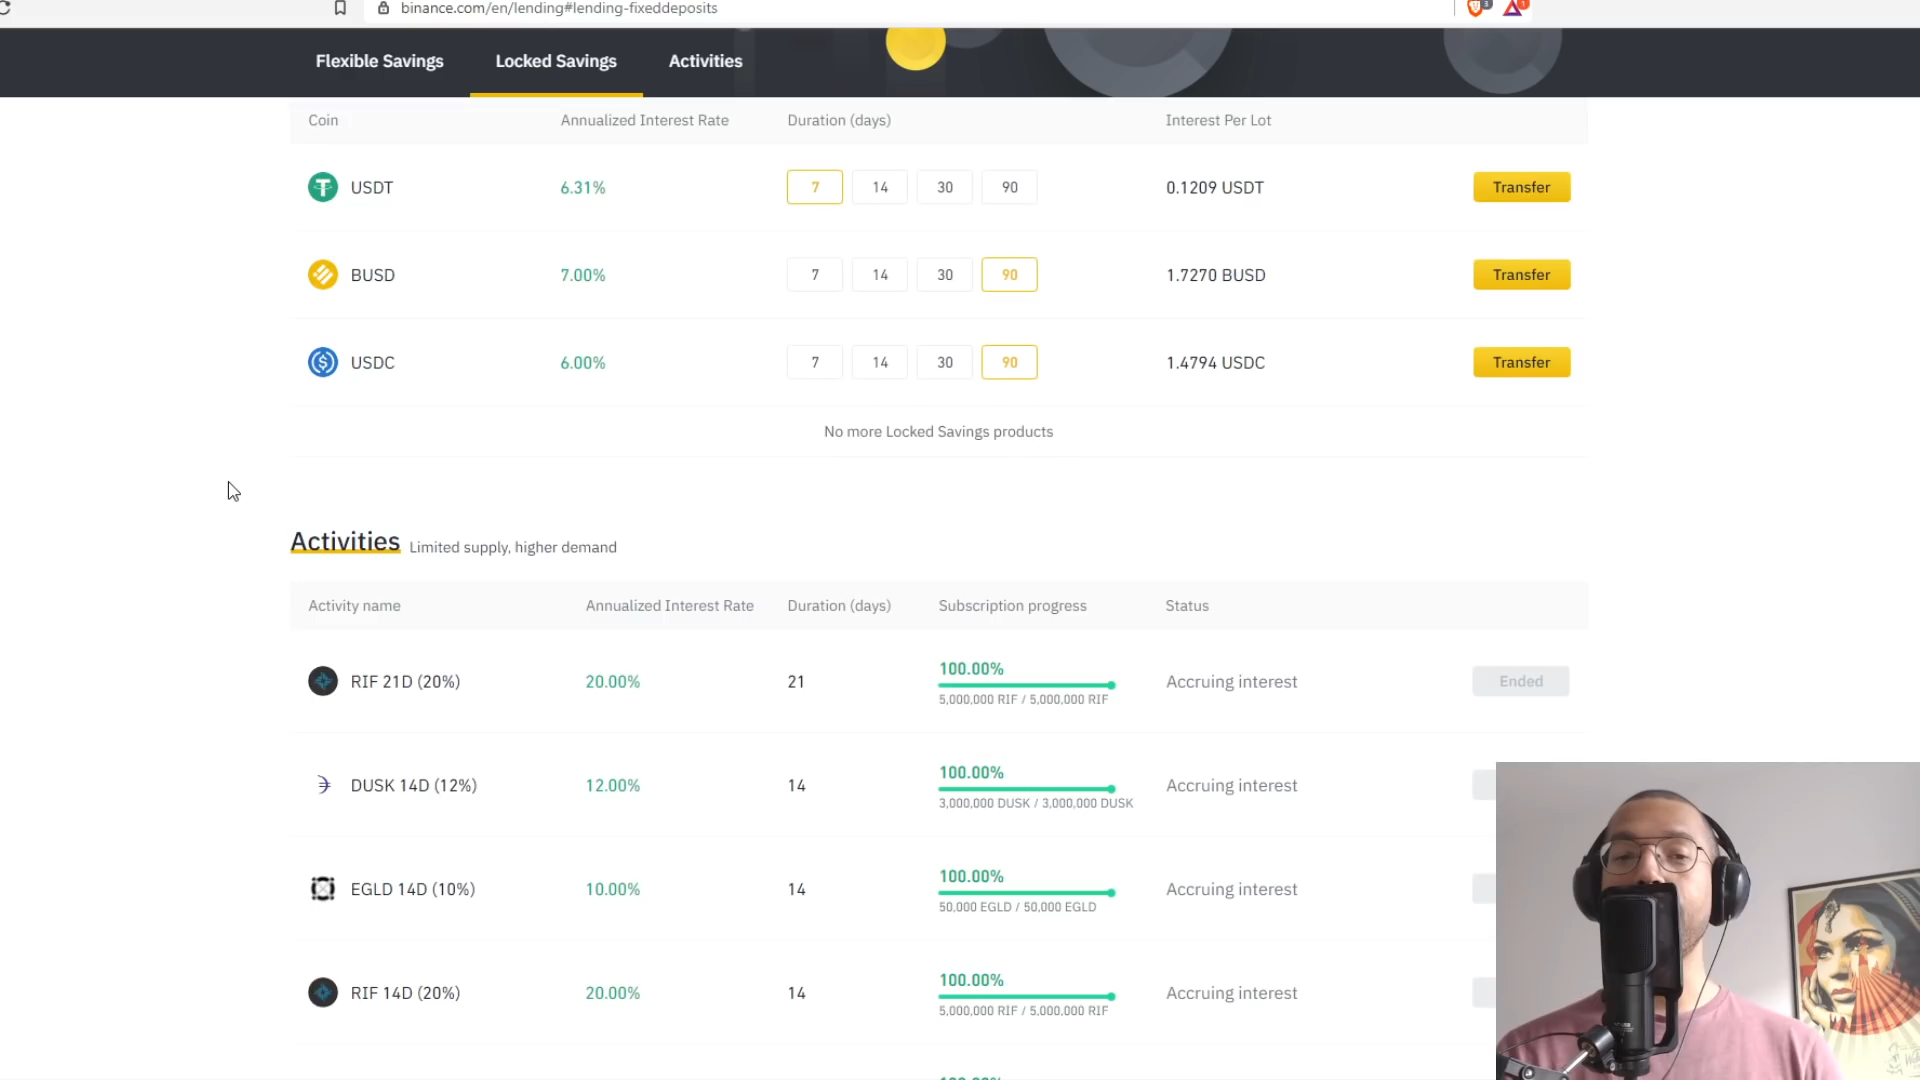 binance.com/en/lending#lending-fixeddeposits
3
1
Flexible Savings Locked Savings Activities
Coin Annualized Interest Rate Duration (days) Interest Per Lot
USDT 6.31% 7 14 30 90 0.1209 USDT Transfer
BUSD 7.00% 7 14 30 90 1.7270 BUSD Transfer
USDC 6.00% 7 14 30 90 1.4794 USDC Transfer
No more Locked Savings products
Activities Limited supply, higher demand
Activity name Annualized Interest Rate Duration (days) Subscription progress Status
100.00%
RIF 21D (20%) 20.00% 21 Accruing interest Ended
5,000,000 RIF / 5,000,000 RIF
100.00%
DUSK 14D (12%) 12.00% 14 Accruing interest
3,000,000 DUSK / 3,000,000 DUSK
100.00%
EGLD 14D (10%) 10.00% 14 Accruing interest
50,000 EGLD / 50,000 EGLD
100.00%
RIF 14D (20%) 20.00% 14 Accruing interest
5,000,000 RIF / 5,000,000 RIF